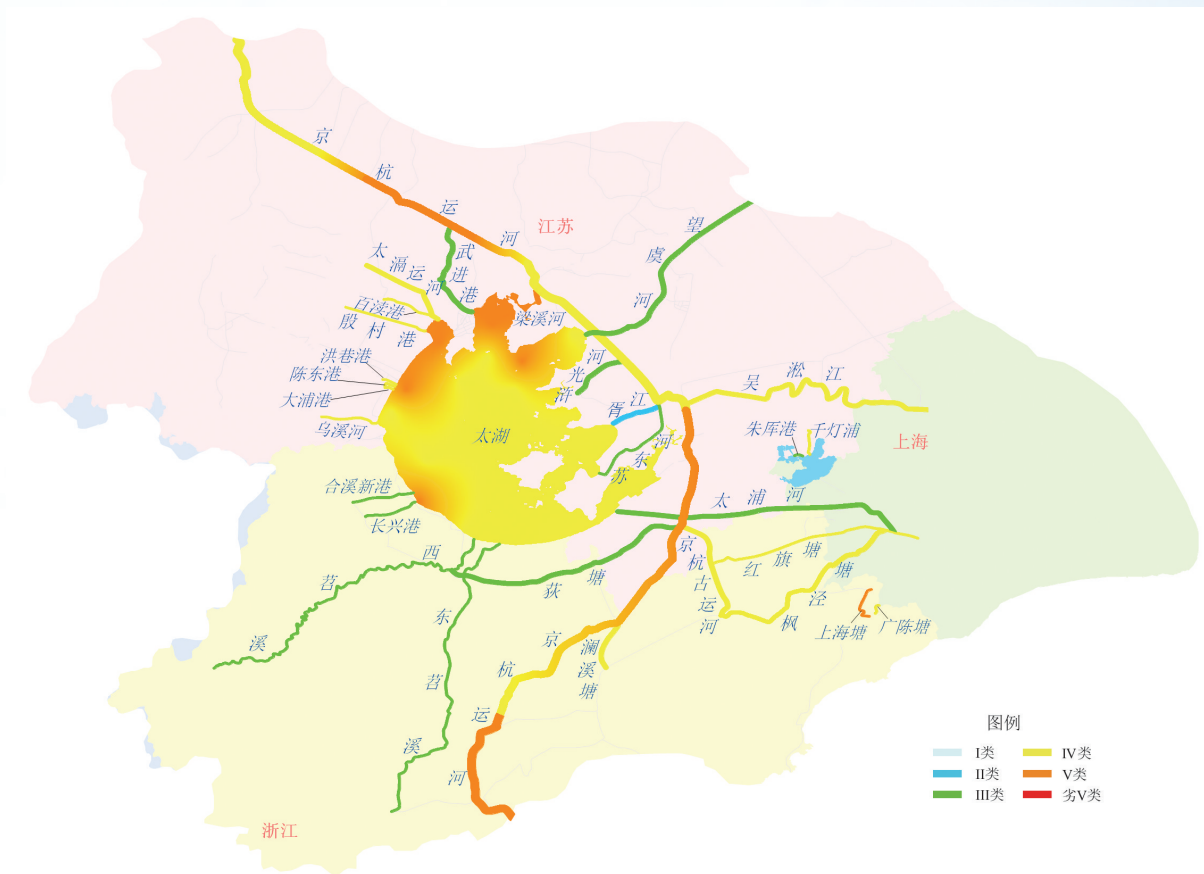 京杭运河
江苏
望虞河
武进港
太滆运河
百渎港
殷村港
梁溪河
洪巷港
陈东港
大浦港
乌溪河
浒光河
胥江
吴淞江
太湖
苏东河
朱厍港
千灯浦
上海
合溪新港
长兴港
太浦河
西苕溪
荻塘
京杭古运河
红旗塘
枫泾塘
上海塘
广陈塘
东苕溪
京杭运河
澜溪塘
浙江
图例
I类
IV类
II类
V类
III类
劣V类